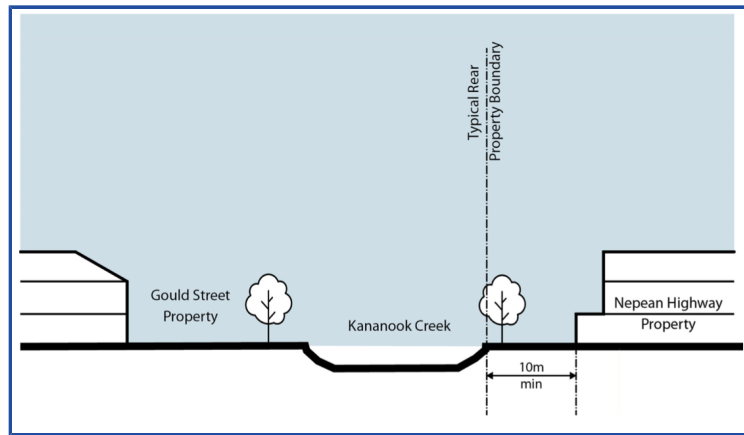 Typical Rear
Property Boundary
Gould Street
Property
Kananook Creek
Nepean Highway
Property
10m
min